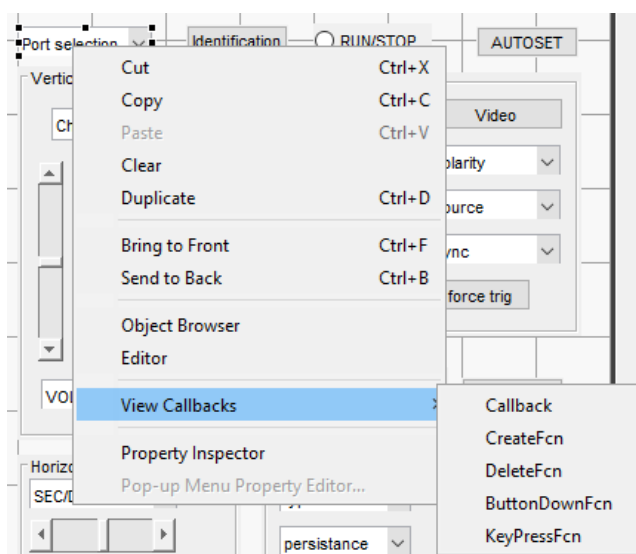 Port selection
Identification
RUN/STOP
AUTOSET
Cut Ctrl+X
Copy Ctrl+C
Paste Ctrl+V
Clear
Duplicate Ctrl+D
Bring to Front Ctrl+F
Send to Back Ctrl+B
Object Browser
Editor
View Callbacks
Property Inspector
Pop-up Menu Property Editor...
Callback
CreateFcn
DeleteFcn
ButtonDownFcn
KeyPressFcn
Video
force trig
persistance